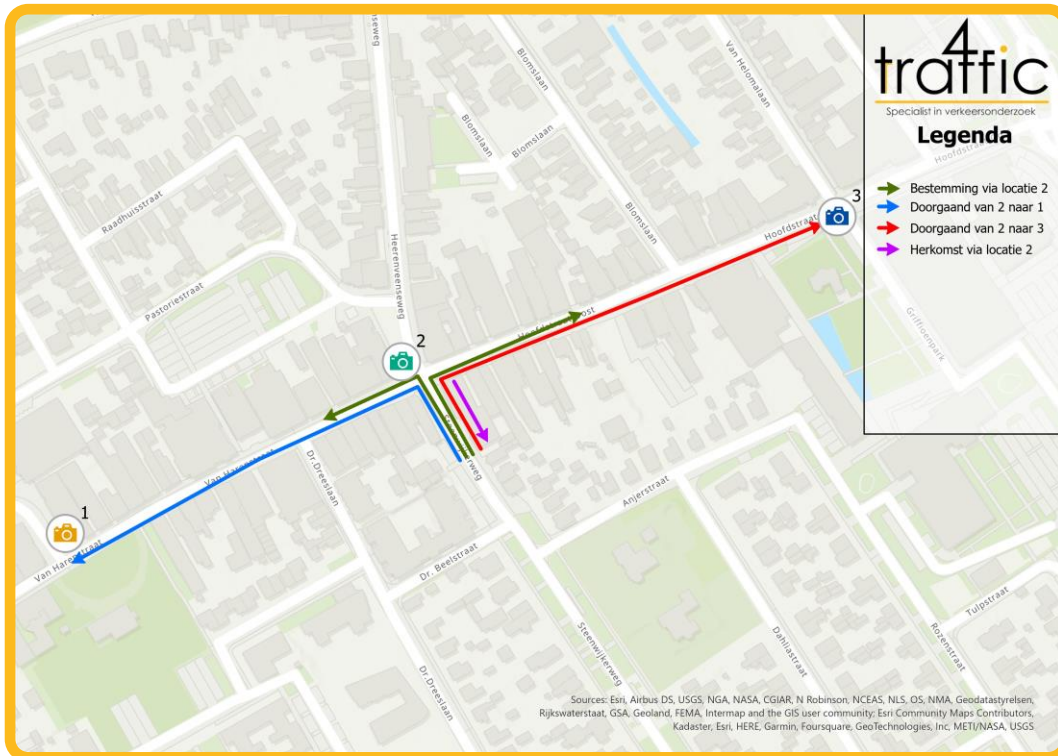 traffic
4
Specialist in verkeersonderzoek
Legenda
Bestemming via locatie 2
Doorgaand van 2 naar 1
Doorgaand van 2 naar 3
Herkomst via locatie 2
nseweg
Blomslaan
Van Helomalaan
Hoofdstra
Blomslaan
Blomslaan
Raadhuisstraat
3
Hoofdstraat
Blomslaan
Heerenveenseweg
Pastoriestraat
Griffioenpark
2
Van Harenstraat
Dr.Dreeslaan
Anjerstraat
1
Van Harenstraat
Dr. Beelstraat
Tulpstraat
Steenwijkerweg
Dahliastraat
Rozenstraat
Dr.Dreeslaan
Sources: Esri, Airbus DS, USGS, NGA, NASA, CGIAR, N Robinson, NCEAS, NLS, OS, NMA, Geodatastyrelsen,
Rijkswaterstaat, GSA, Geoland, FEMA, Intermap and the GIS user community; Esri Community Maps Contributors,
Kadaster, Esri, HERE, Garmin, Foursquare, GeoTechnologies, Inc, METI/NASA, USGS